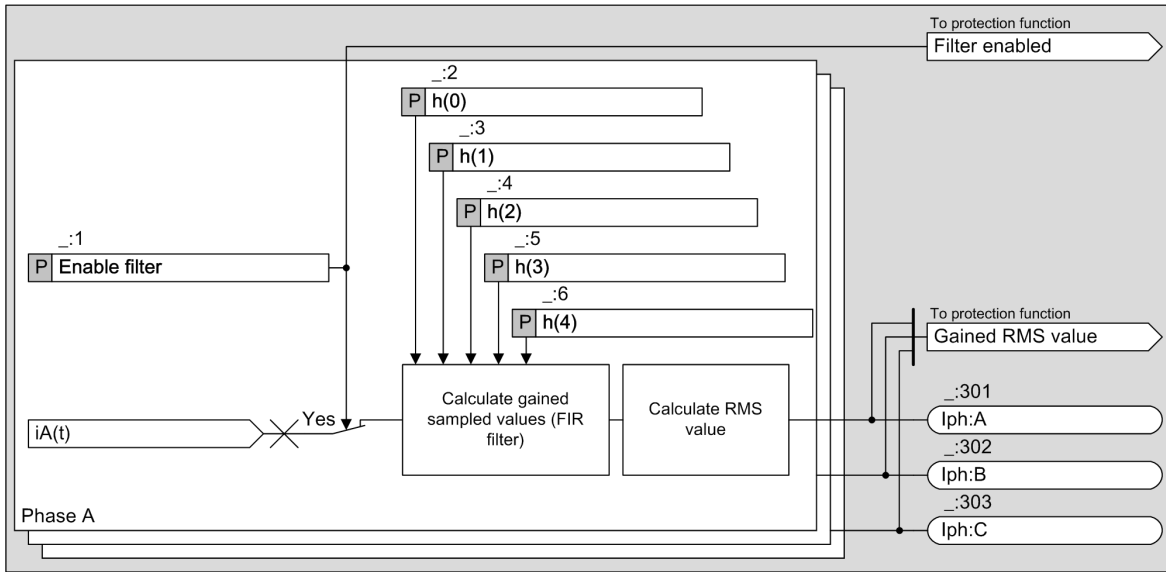 To protection function
Filter enabled
_:2
P h(0)
_:3
P h(1)
_:4
P h(2)
_:1
P Enable filter
_:5
P h(3)
_:6
P h(4)
To protection function
Gained RMS value
iA(t)
Yes
Calculate gained
sampled values (FIR
filter)
Calculate RMS
value
_:301
Iph:A
_:302
Iph:B
_:303
Iph:C
Phase A